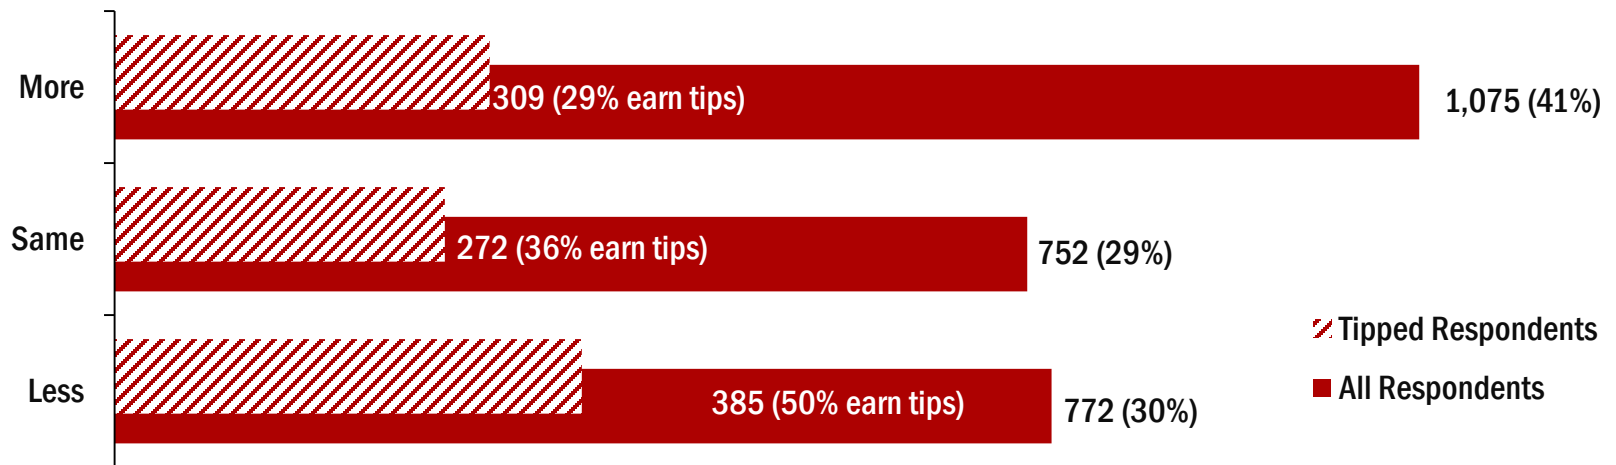 More
309 (29% earn tips)
1,075 (41%)
Same
272 (36% earn tips)
752 (29%)
Tipped Respondents
Less
385 (50% earn tips)
772 (30%)
All Respondents